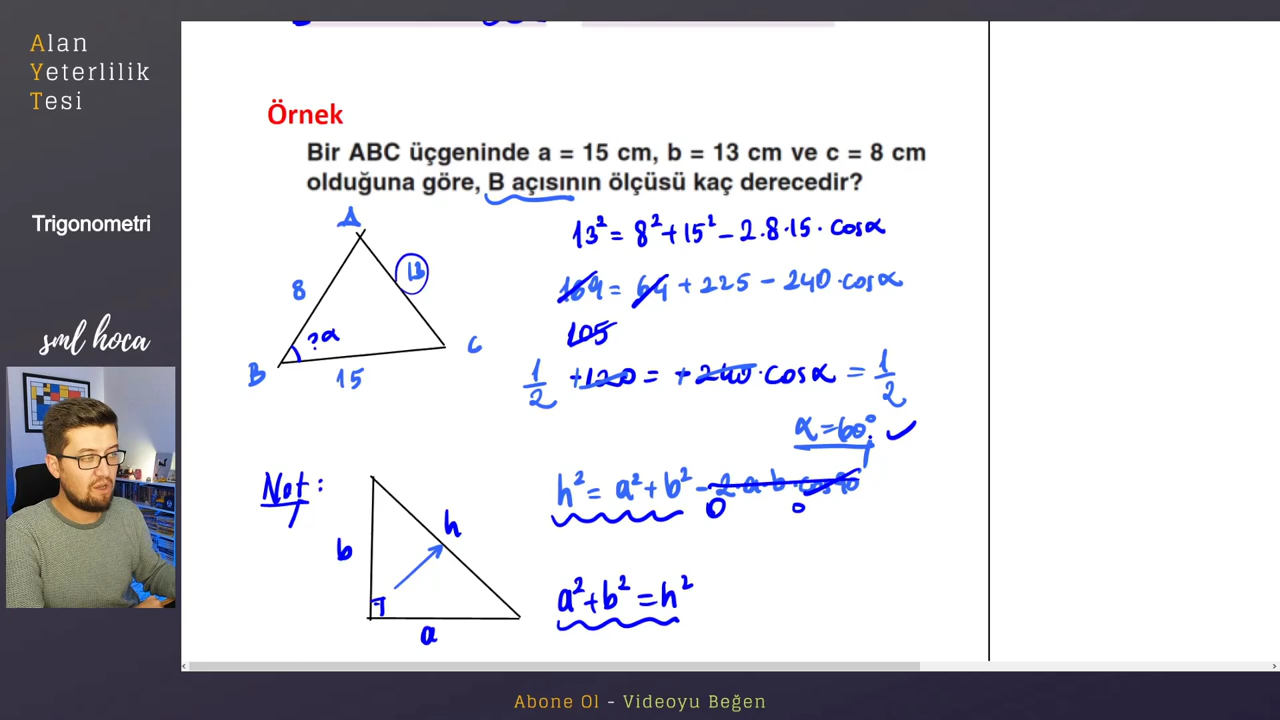 Alan
Yeterlilik
Tesi
Trigonometri
sml hoca
Örnek
Bir ABC üçgeninde a = 15 cm, b = 13 cm ve c = 8 cm
olduğuna göre, B açısının ölçüsü kaç derecedir?
A
8
13
?α
B
15
C
13² = 8² + 15² - 2.8.15. cosα
169 = 64 + 225 - 240.cosα
105
1/2 +120 = +240.cosα = 1/2
α = 60°
Not:
b
h
a
h² = a² + b² - 2.a.b.cos90
0 0
a² + b² = h²
Abone Ol - Videoyu Beğen